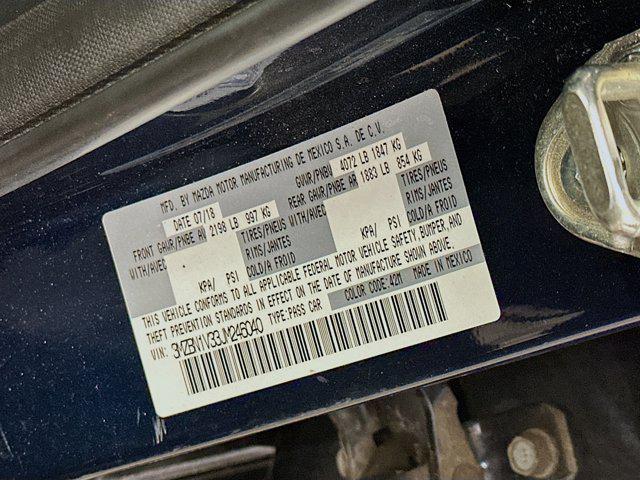 MFD. BY MAZDA MOTOR MANUFACTURING DE MEXICO S.A. DE C.V.
DATE 07/18 GVWR/PNBV 4072 LB 1847 KG
FRONT GAWR/PNBE AV 2198 LB 997 KG REAR GAWR/PNBE AR 1883 LB 854 KG
WITH/AVEC TIRES/PNEUS WITH/AVEC TIRES/PNEUS
RIMS/JANTES RIMS/JANTES
KPA/ PSI COLD/A FROID KPA/ PSI COLD/A FROID
THIS VEHICLE CONFORMS TO ALL APPLICABLE FEDERAL MOTOR VEHICLE SAFETY, BUMPER, AND
THEFT PREVENTION STANDARDS IN EFFECT ON THE DATE OF MANUFACTURE SHOWN ABOVE.
VIN: 3MZBN1V33JM246040 TYPE PASS CAR COLOR CODE:42M MADE IN MEXICO